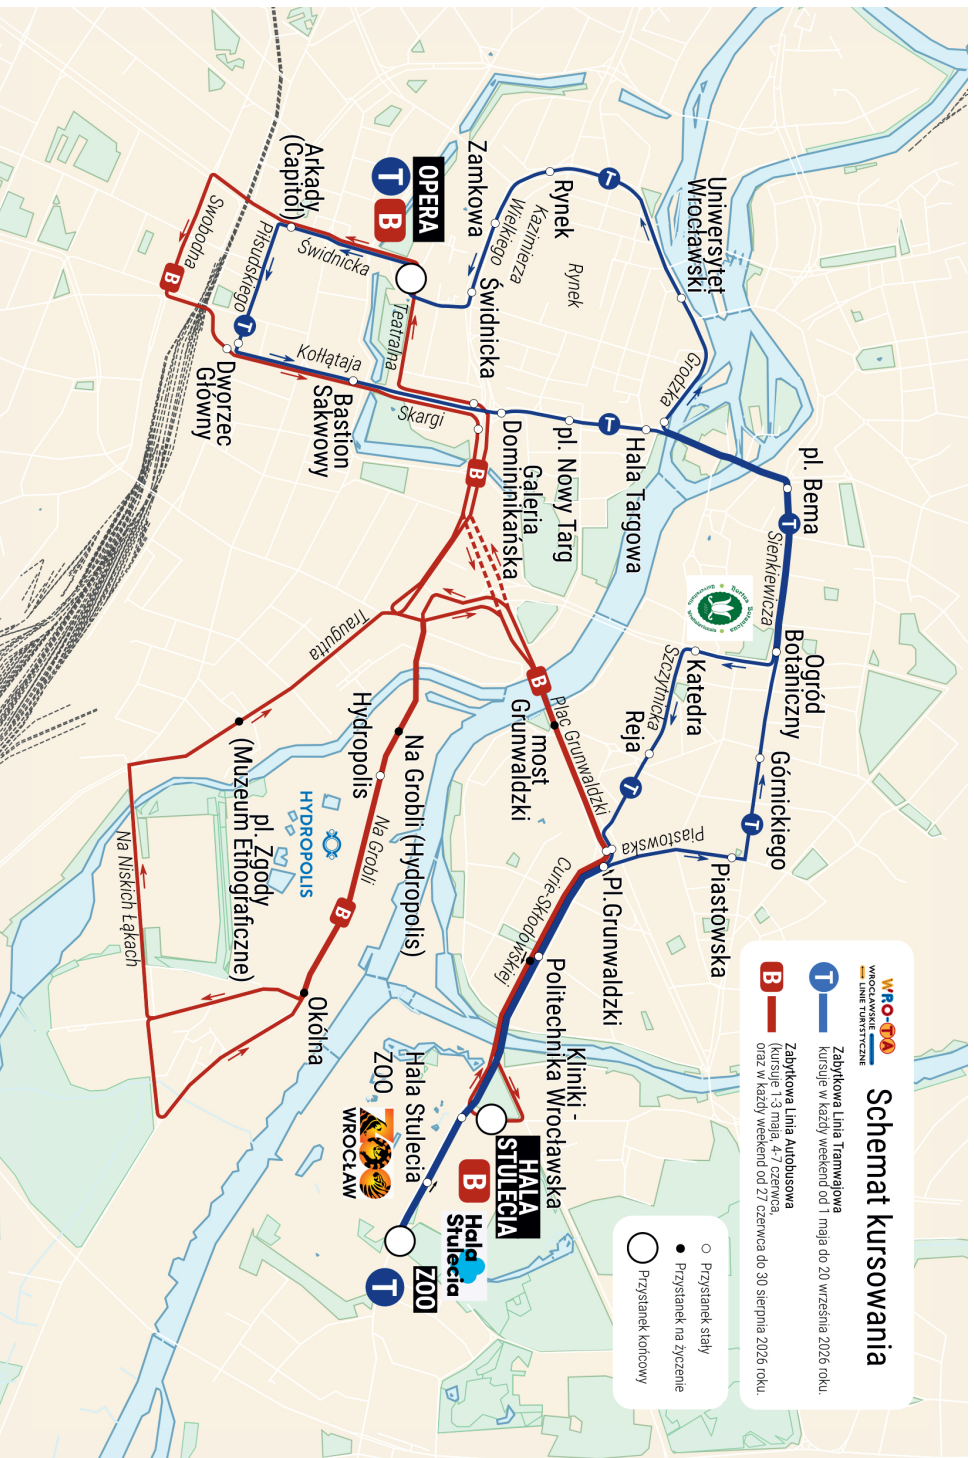 WRO-TA
WROCŁAWSKIE
LINIE TURYSTYCZNE
Schemat kursowania
T
Zabytkowa Linia Tramwajowa
kursuje w każdy weekend od 1 maja do 20 września 2026 roku.
B
Zabytkowa Linia Autobusowa
(kursuje 1-3 maja, 4-7 czerwca,
oraz w każdy weekend od 27 czerwca do 30 sierpnia 2026 roku.
Przystanek stały
Przystanek na życzenie
Przystanek końcowy
pl. Bema
T
Sienkiewicza
Ogród
Botaniczny
Górnickiego
T
Piastowska
Piastowska
Uniwersytet
Wrocławski
Grodzka
Katedra
Szczytnicka
Reja
T
Pl.Grunwaldzki
T
Rynek
Kazimierza
Wielkiego
Rynek
Hala Targowa
T
pl. Nowy Targ
Galeria
Dominikańska
B
Plac Grunwaldzki
most
Grunwaldzki
B
Curie-Skłodowskiej
Kliniki -
Politechnika Wrocławska
Zamkowa
Świdnicka
OPERA
T
B
Teatralna
Skargi
HALA
STULECIA
B
Hala
Stulecia
Hala Stulecia
ZOO
ZOO
WROCŁAW
ZOO
T
Arkady
(Capitol)
Świdnicka
Piłsudskiego
Swobodna
B
T
Kołłątaja
Bastion
Sakwowy
Dworzec
Główny
Traugutta
Na Grobli (Hydropolis)
Hydropolis
Na Grobli
HYDROPOLIS
B
Okólna
pl. Zgody
(Muzeum Etnograficzne)
Na Niskich Łąkach